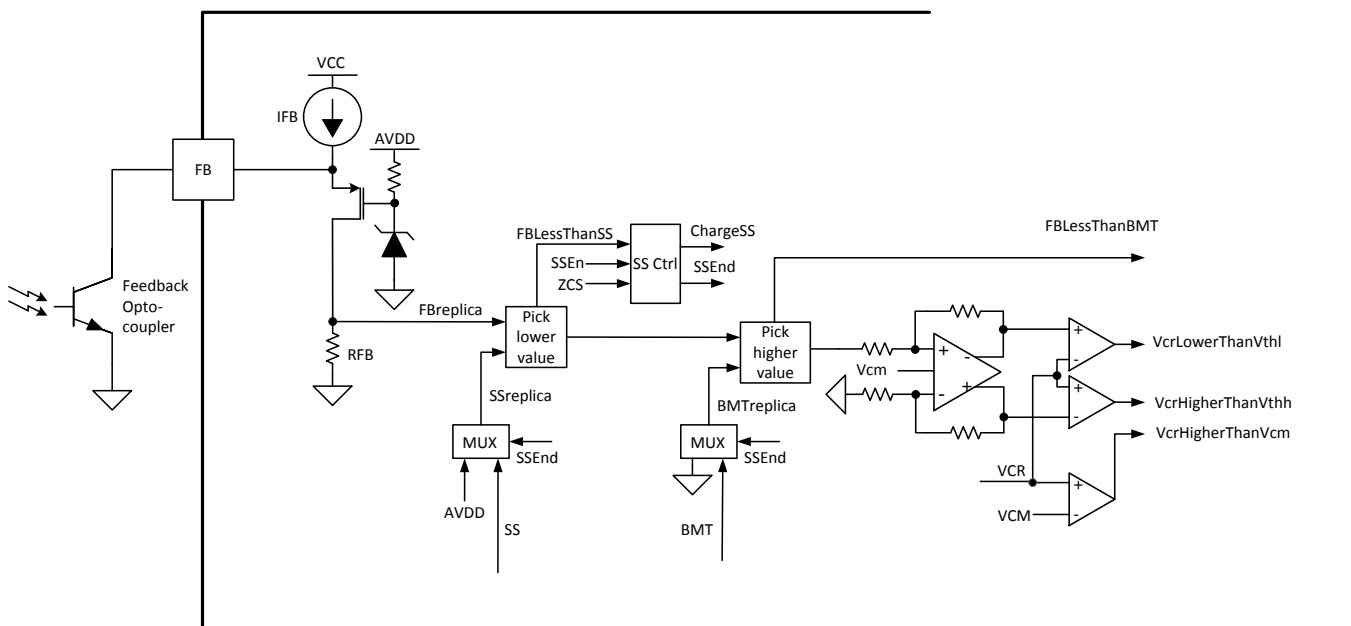 VCC
IFB
AVDD
FB
Feedback
Opto-
coupler
FBLessThanSS
SSEn
ZCS
SS Ctrl
ChargeSS
SSEnd
FBLessThanBMT
FBreplica
RFB
Pick
lower
value
Pick
higher
value
SSreplica
BMTreplica
MUX
SSEnd
AVDD
SS
MUX
SSEnd
BMT
Vcm
+
-
-
+
+
-
+
-
VcrLowerThanVthl
VcrHigherThanVthh
VcrHigherThanVcm
VCR
VCM
+
-